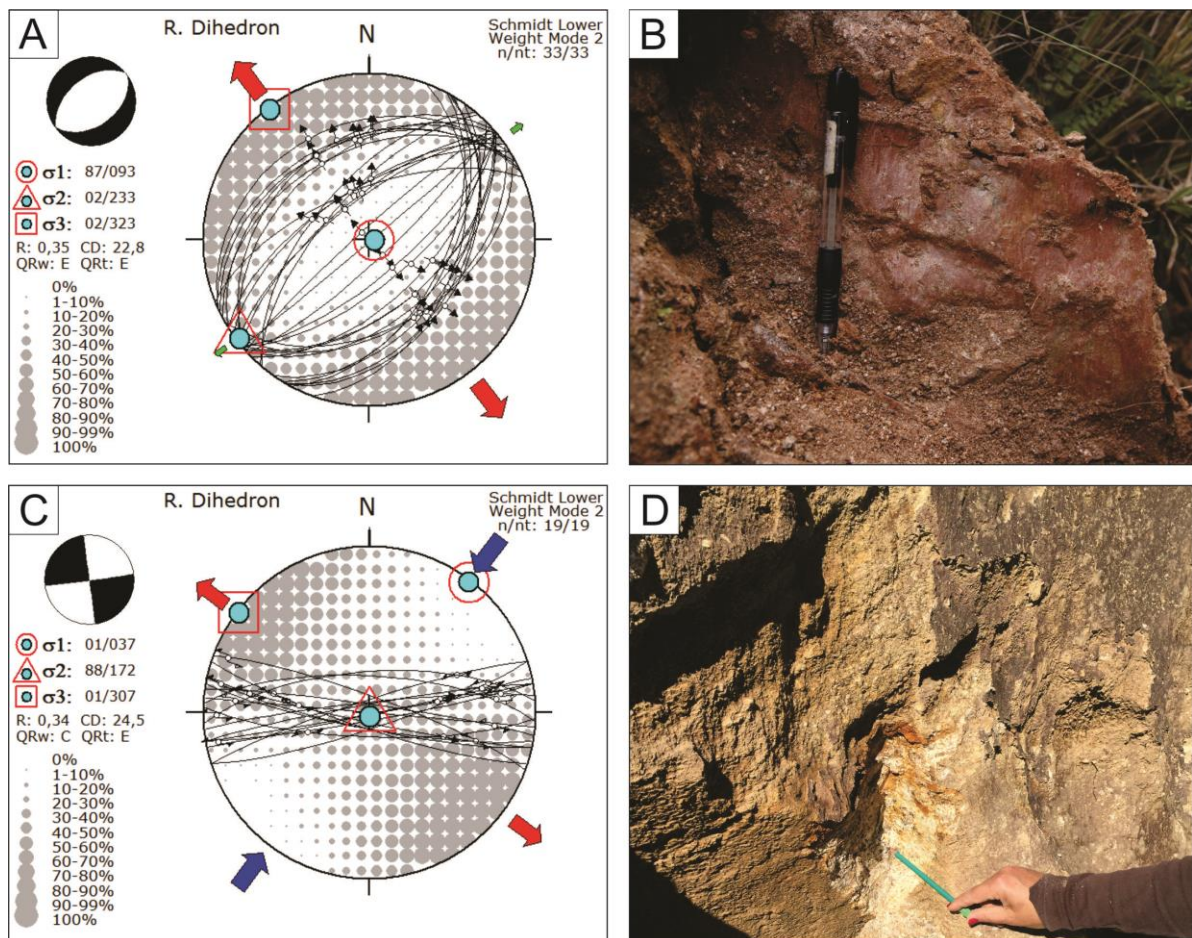 A
R. Dihedron
N
Schmidt Lower
Weight Mode 2
n/nt: 33/33
σ1: 87/093
σ2: 02/233
σ3: 02/323
R: 0,35 CD: 22,8
QRw: E QRt: E
0%
1-10%
10-20%
20-30%
30-40%
40-50%
50-60%
60-70%
70-80%
80-90%
90-99%
100%
B
C
R. Dihedron
N
Schmidt Lower
Weight Mode 2
n/nt: 19/19
σ1: 01/037
σ2: 88/172
σ3: 01/307
R: 0,34 CD: 24,5
QRw: C QRt: E
0%
1-10%
10-20%
20-30%
30-40%
40-50%
50-60%
60-70%
70-80%
80-90%
90-99%
100%
D